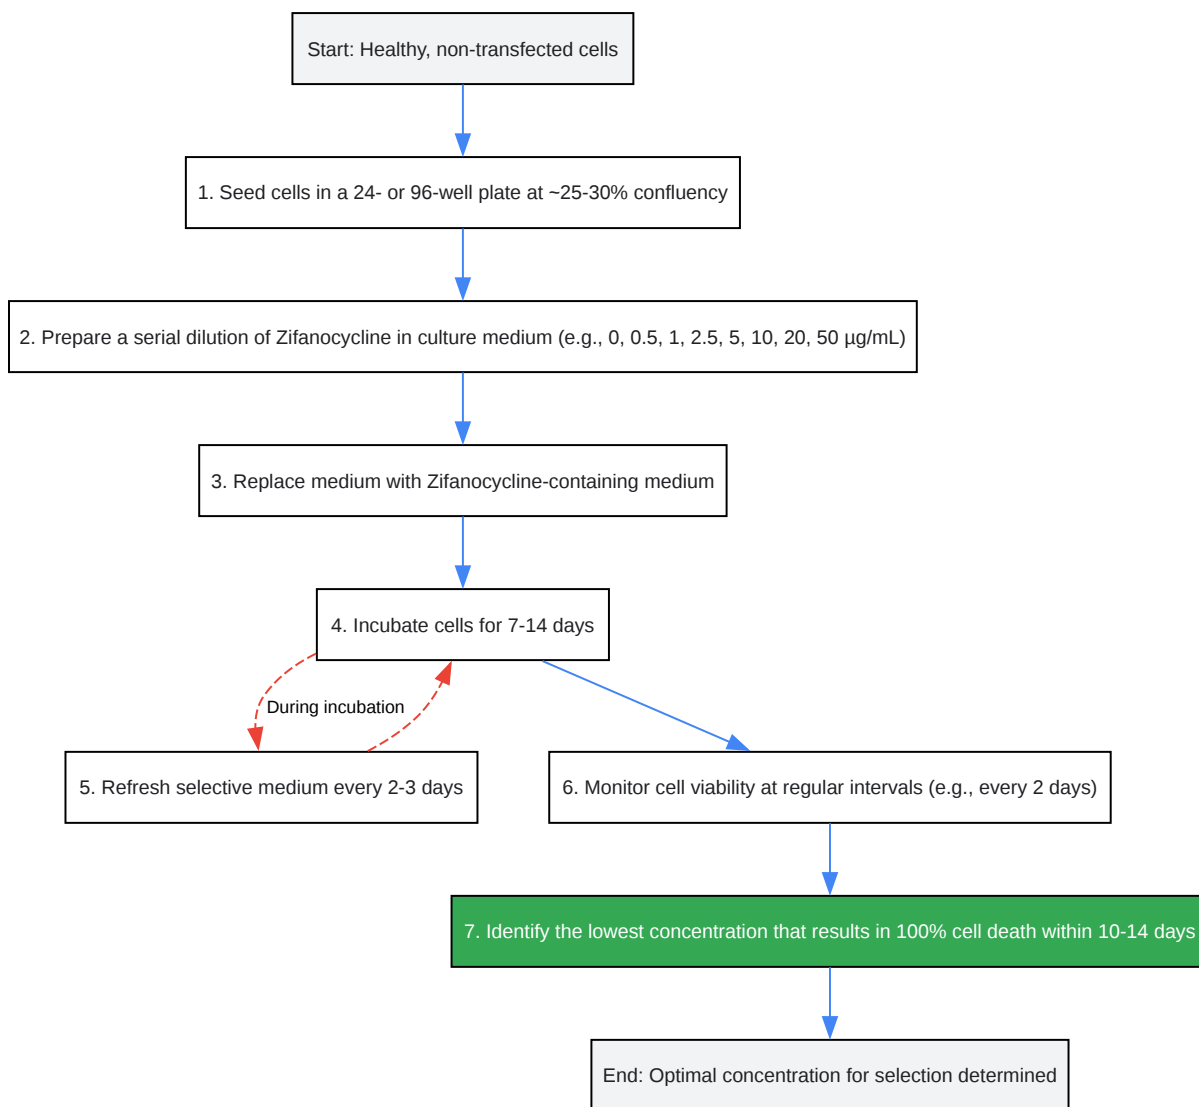 Start: Healthy, non-transfected cells
1. Seed cells in a 24- or 96-well plate at ~25-30% confluency
2. Prepare a serial dilution of Zifanocycline in culture medium (e.g., 0, 0.5, 1, 2.5, 5, 10, 20, 50 µg/mL)
3. Replace medium with Zifanocycline-containing medium
4. Incubate cells for 7-14 days
During incubation
5. Refresh selective medium every 2-3 days
6. Monitor cell viability at regular intervals (e.g., every 2 days)
7. Identify the lowest concentration that results in 100% cell death within 10-14 days
End: Optimal concentration for selection determined